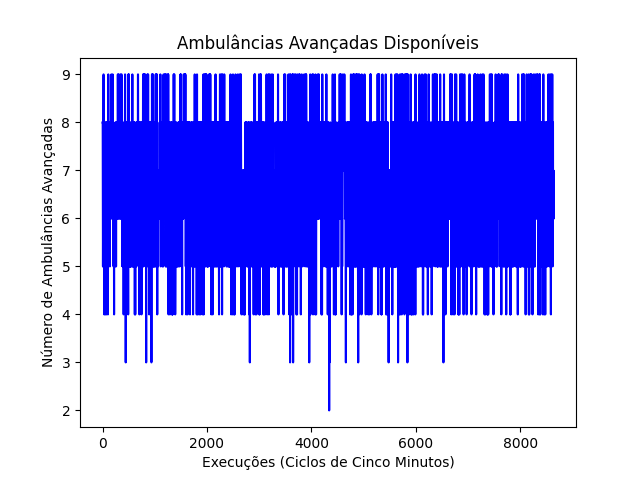 Ambulâncias Avançadas Disponíveis
Número de Ambulâncias Avançadas
9
8
7
6
5
4
3
2
0 2000 4000 6000 8000
Execuções (Ciclos de Cinco Minutos)